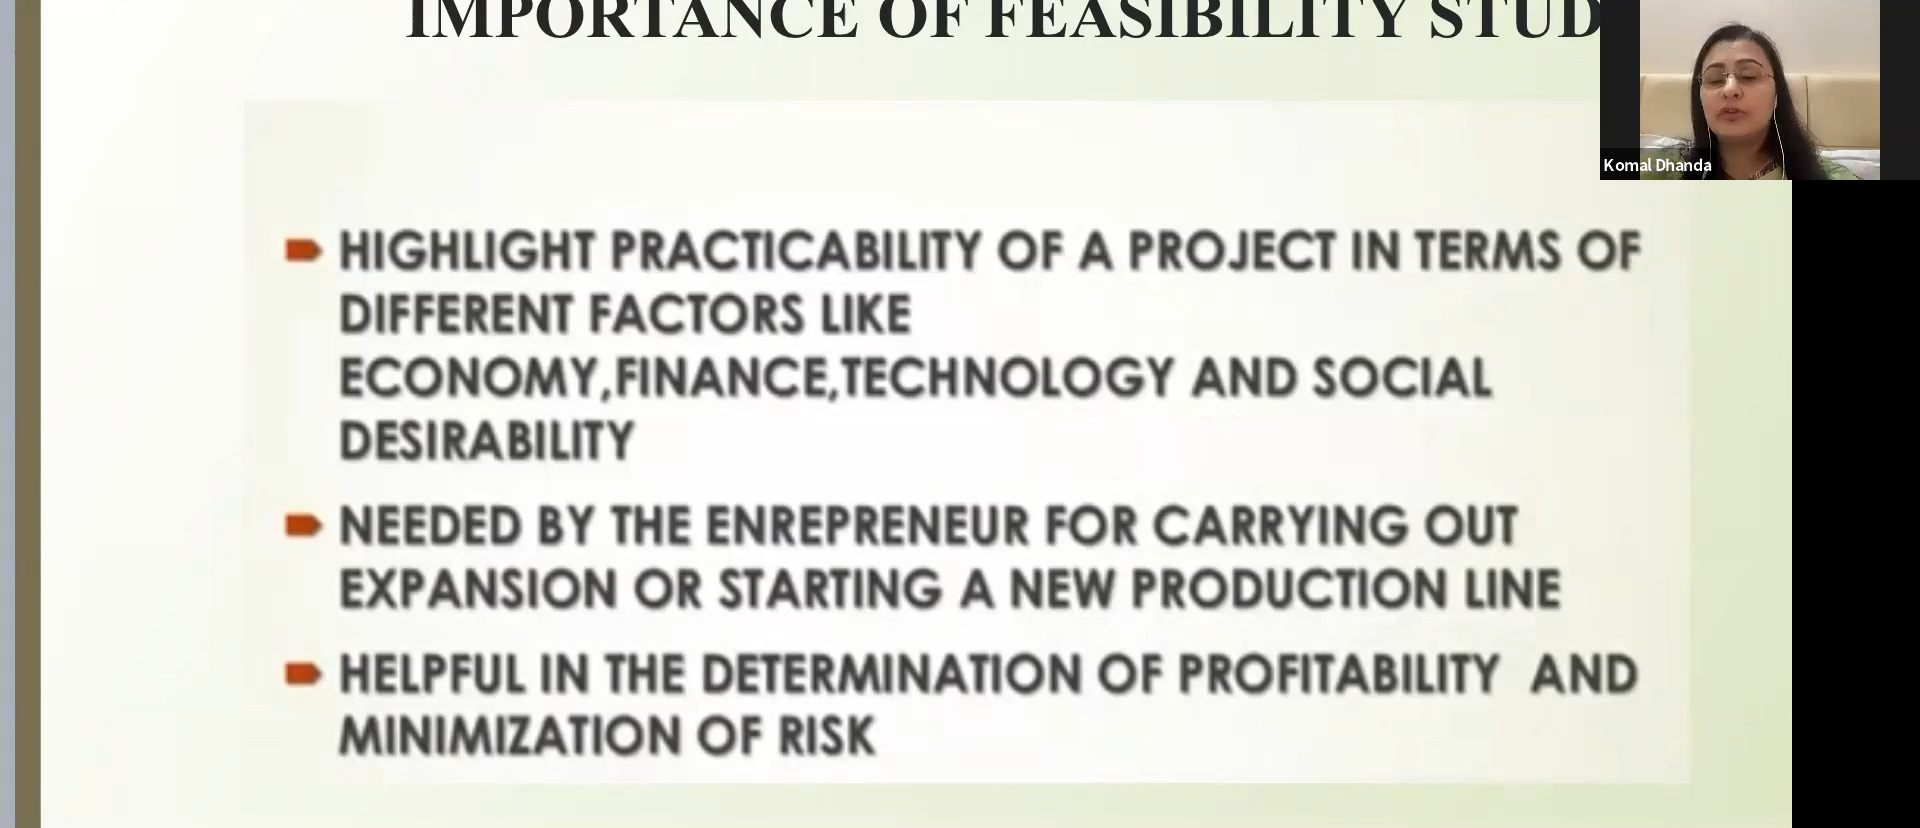 IMPORTANCE OF FEASIBILITY STUD
Komal Dhanda
HIGHLIGHT PRACTICABILITY OF A PROJECT IN TERMS OF
DIFFERENT FACTORS LIKE
ECONOMY,FINANCE,TECHNOLOGY AND SOCIAL
DESIRABILITY
NEEDED BY THE ENREPRENEUR FOR CARRYING OUT
EXPANSION OR STARTING A NEW PRODUCTION LINE
HELPFUL IN THE DETERMINATION OF PROFITABILITY AND
MINIMIZATION OF RISK